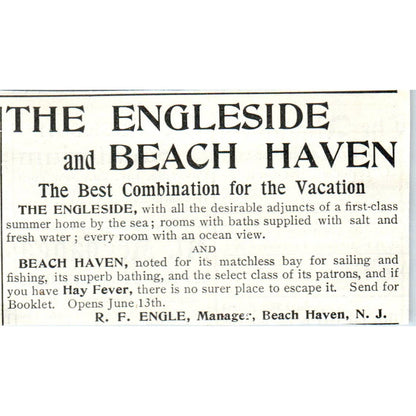 THE ENGLESIDE
and BEACH HAVEN
The Best Combination for the Vacation
THE ENGLESIDE, with all the desirable adjuncts of a first-class
summer home by the sea; rooms with baths supplied with salt and
fresh water; every room with an ocean view.
AND
BEACH HAVEN, noted for its matchless bay for sailing and
fishing, its superb bathing, and the select class of its patrons, and if
you have Hay Fever, there is no surer place to escape it. Send for
Booklet. Opens June 13th.
R. F. ENGLE, Manager, Beach Haven, N. J.